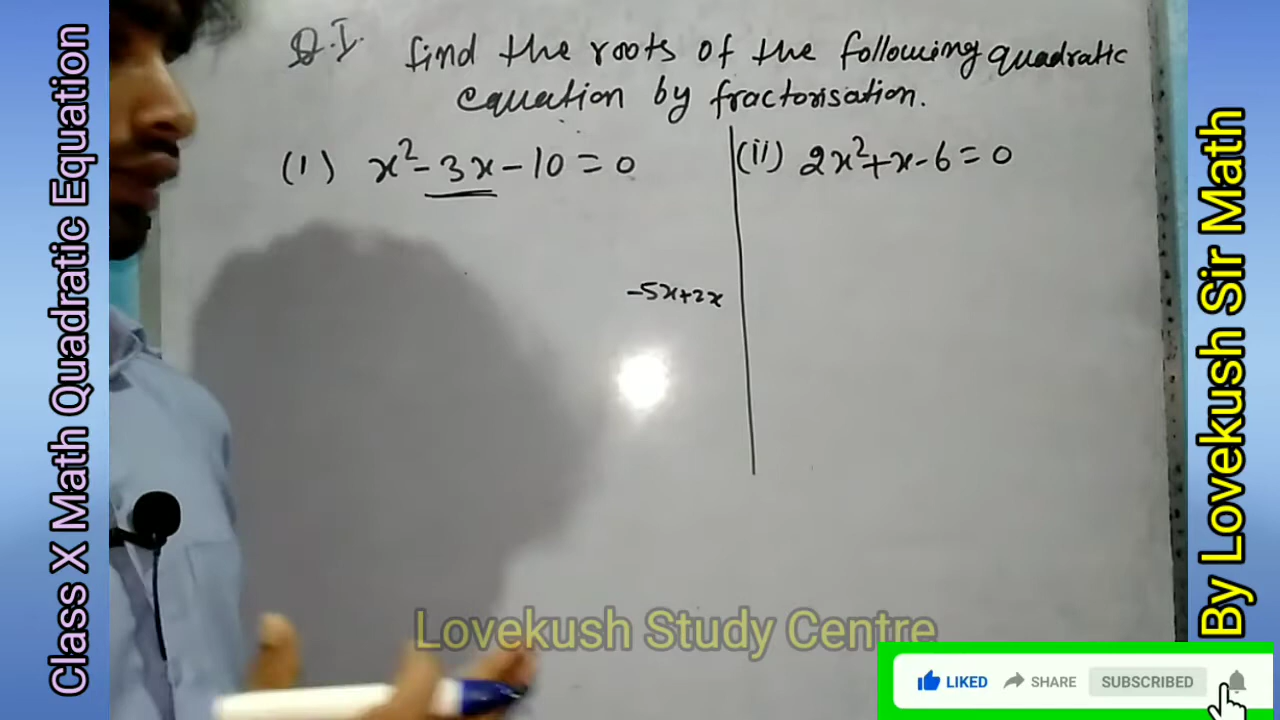 Class X Math Quadratic Equation
Q.I. find the roots of the following quadratic
equation by fractorisation.
(i) x²-3x-10=0
(ii) 2x²+x-6=0
-5x+2x
Lovekush Study Centre
LIKED SHARE SUBSCRIBED
By Lovekush Sir Math